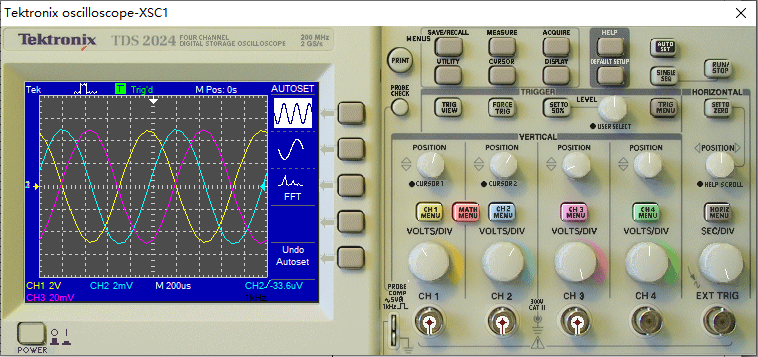 Tektronix oscilloscope-XSC1
Tektronix TDS 2024 FOUR CHANNEL DIGITAL STORAGE OSCILLOSCOPE 200 MHz 2 GS/s
Tek Trig'd M Pos: 0s AUTOSET
2
FFT
Undo
Autoset
CH1 2V CH2 2mV M 200us CH2 -33.6uV
CH3 20mV
POWER
PRINT
PROBE
CHECK
MENUS
SAVE/RECALL MEASURE ACQUIRE HELP
UTILITY CURSOR DISPLAY DEFAULT SETUP
AUTO
SET
SINGLE
SEQ
RUN/
STOP
TRIGGER HORIZONTAL
TRIG
VIEW
FORCE
TRIG
SET TO
50%
LEVEL
USER SELECT
TRIG
MENU
SET TO
ZERO
VERTICAL
POSITION POSITION POSITION POSITION POSITION
CURSOR 1 CURSOR 2 HELP SCROLL
CH 1
MENU
MATH
MENU
CH 2
MENU
CH 3
MENU
CH 4
MENU
HORIZ
MENU
VOLTS/DIV VOLTS/DIV VOLTS/DIV VOLTS/DIV SEC/DIV
PROBE
COMP
~5V
1kHz
CH 1 CH 2 CH 3 CH 4 EXT TRIG
300V
CAT II